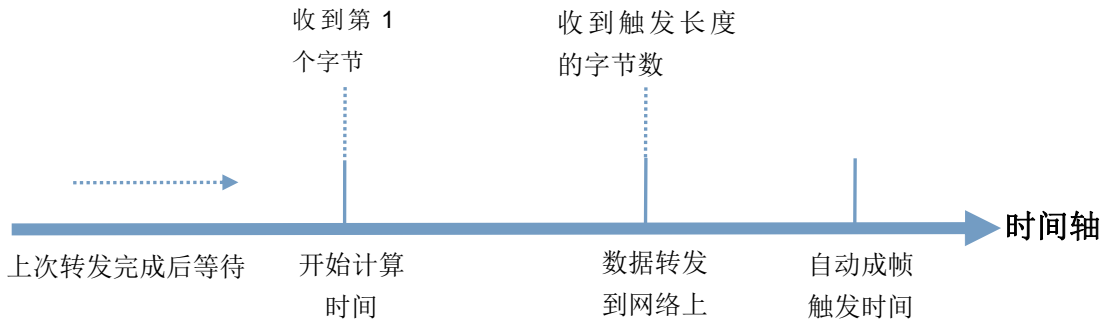 收到第 1
个字节
收到触发长度
的字节数
时间轴
上次转发完成后等待
开始计算
时间
数据转发
到网络上
自动成帧
触发时间